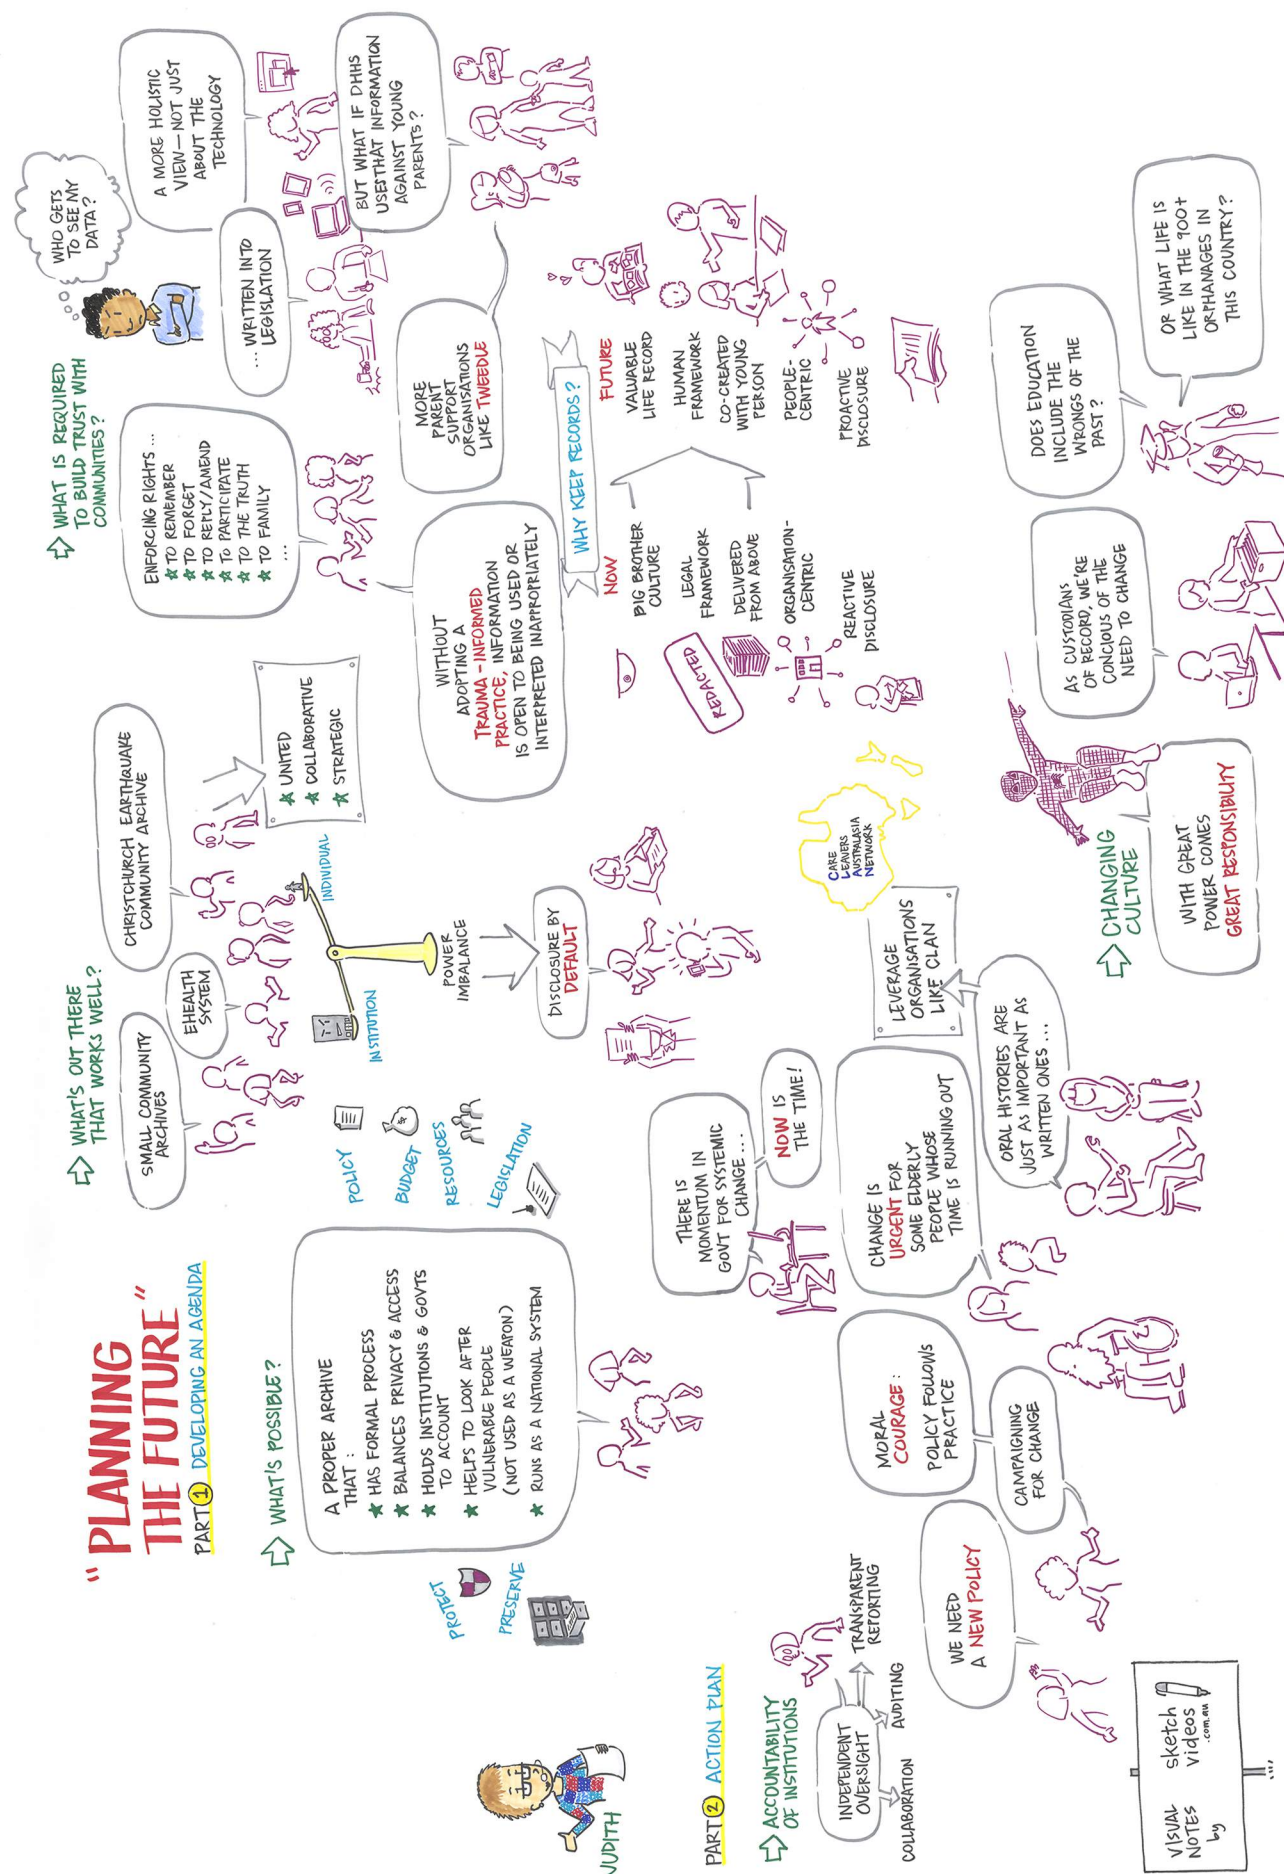 "PLANNING
THE FUTURE"
PART 1 DEVELOPING AN AGENDA
JUDITH
WHAT'S POSSIBLE?
A PROPER ARCHIVE
THAT:
★ HAS FORMAL PROCESS
★ BALANCES PRIVACY & ACCESS
★ HOLDS INSTITUTIONS & GOVTS
TO ACCOUNT
★ HELPS TO LOOK AFTER
VULNERABLE PEOPLE
(NOT USED AS A WEAPON)
★ RUNS AS A NATIONAL SYSTEM
PROTECT
PRESERVE
POLICY
BUDGET
RESOURCES
LEGISLATION
WHAT'S OUT THERE
THAT WORKS WELL?
SMALL COMMUNITY
ARCHIVES
EHEALTH
SYSTEM
CHRISTCHURCH EARTHQUAKE
COMMUNITY ARCHIVE
★ UNITED
★ COLLABORATIVE
★ STRATEGIC
INSTITUTION
INDIVIDUAL
POWER
IMBALANCE
DISCLOSURE BY
DEFAULT
WHAT IS REQUIRED
TO BUILD TRUST WITH
COMMUNITIES?
WHO GETS
TO SEE MY
DATA?
ENFORCING RIGHTS...
★ TO REMEMBER
★ TO FORGET
★ TO REPLY/AMEND
★ TO PARTICIPATE
★ TO THE TRUTH
★ TO FAMILY
...
... WRITTEN INTO
LEGISLATION
A MORE HOLISTIC
VIEW—NOT JUST
ABOUT THE
TECHNOLOGY
WITHOUT
ADOPTING A
TRAUMA-INFORMED
PRACTICE, INFORMATION
IS OPEN TO BEING USED OR
INTERPRETED INAPPROPRIATELY
MORE
PARENT
SUPPORT
ORGANISATIONS
LIKE TWEEDLE
BUT WHAT IF DHHS
USES THAT INFORMATION
AGAINST YOUNG
PARENTS?
WHY KEEP RECORDS?
NOW
BIG BROTHER
CULTURE
LEGAL
FRAMEWORK
REDACTED
DELIVERED
FROM ABOVE
ORGANISATION-
CENTRIC
REACTIVE
DISCLOSURE
FUTURE
VALUABLE
LIFE RECORD
HUMAN
FRAMEWORK
CO-CREATED
WITH YOUNG
PERSON
PEOPLE-
CENTRIC
PROACTIVE
DISCLOSURE
PART 2 ACTION PLAN
ACCOUNTABILITY
OF INSTITUTIONS
INDEPENDENT
OVERSIGHT
COLLABORATION
AUDITING
TRANSPARENT
REPORTING
WE NEED
A NEW POLICY
CAMPAIGNING
FOR CHANGE
MORAL
COURAGE:
POLICY FOLLOWS
PRACTICE
THERE IS
MOMENTUM IN
GOVT FOR SYSTEMIC
CHANGE...
NOW IS
THE TIME!
CHANGE IS
URGENT FOR
SOME ELDERLY
PEOPLE WHOSE
TIME IS RUNNING OUT
ORAL HISTORIES ARE
JUST AS IMPORTANT AS
WRITTEN ONES...
LEVERAGE
ORGANISATIONS
LIKE CLAN
CARE
LEAVERS
AUSTRALASIA
NETWORK
CHANGING
CULTURE
WITH GREAT
POWER COMES
GREAT RESPONSIBILITY
AS CUSTODIANS
OF RECORD, WE'RE
CONCIOUS OF THE
NEED TO CHANGE
DOES EDUCATION
INCLUDE THE
WRONGS OF THE
PAST?
OR WHAT LIFE IS
LIKE IN THE 900+
ORPHANAGES IN
THIS COUNTRY?
VISUAL
NOTES
by
sketch
videos
.com.au